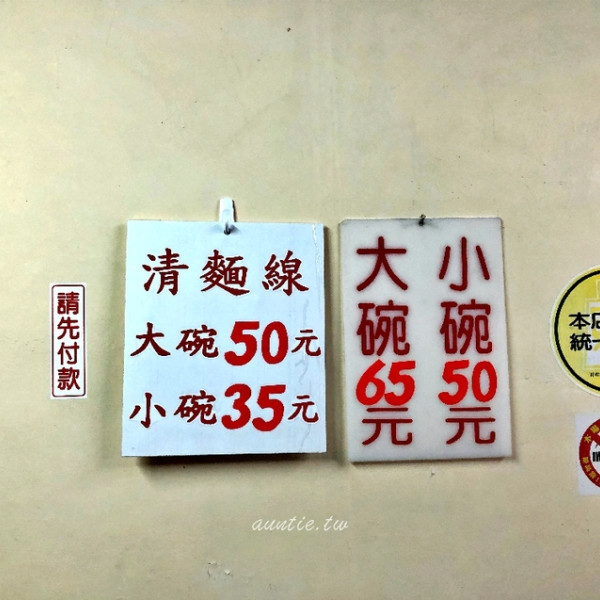 請先付款
清麵線
大碗50元
小碗35元
小碗50元
大碗65元
本店
統一
auntie.tw